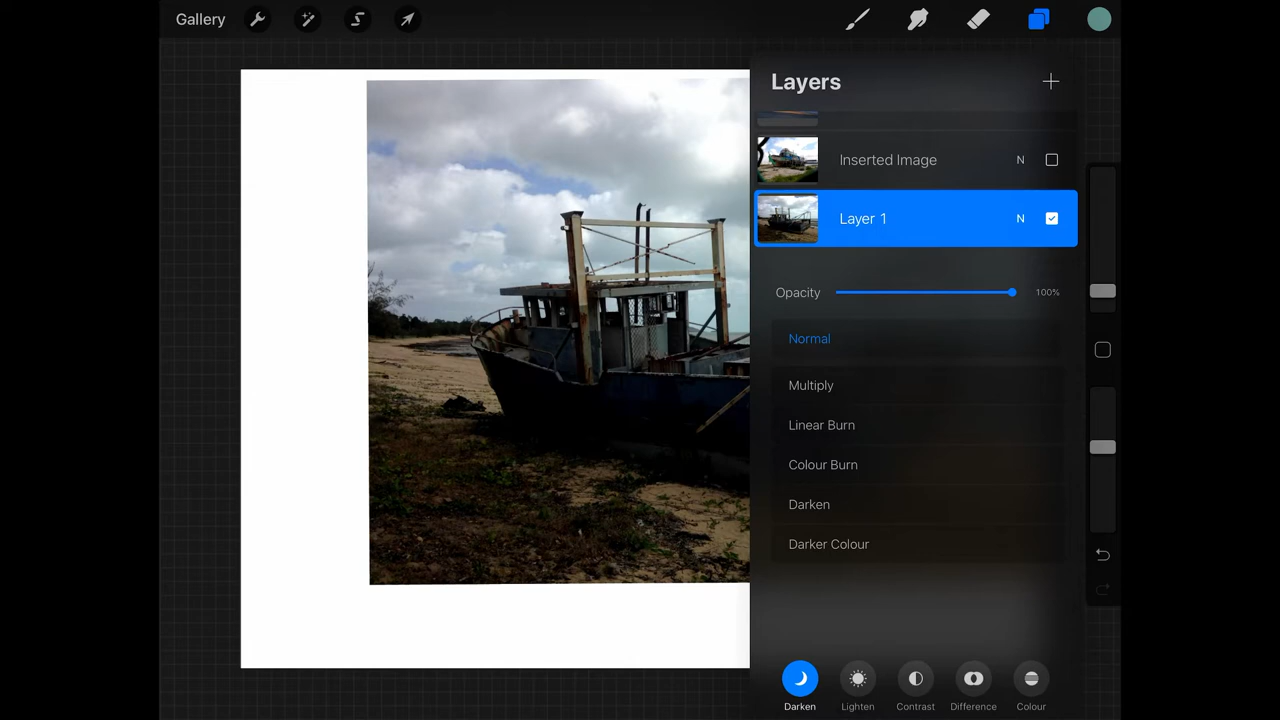 Gallery
Layers
Inserted Image N
Layer 1 N
Opacity 100%
Normal
Multiply
Linear Burn
Colour Burn
Darken
Darker Colour
Darken Lighten Contrast Difference Colour